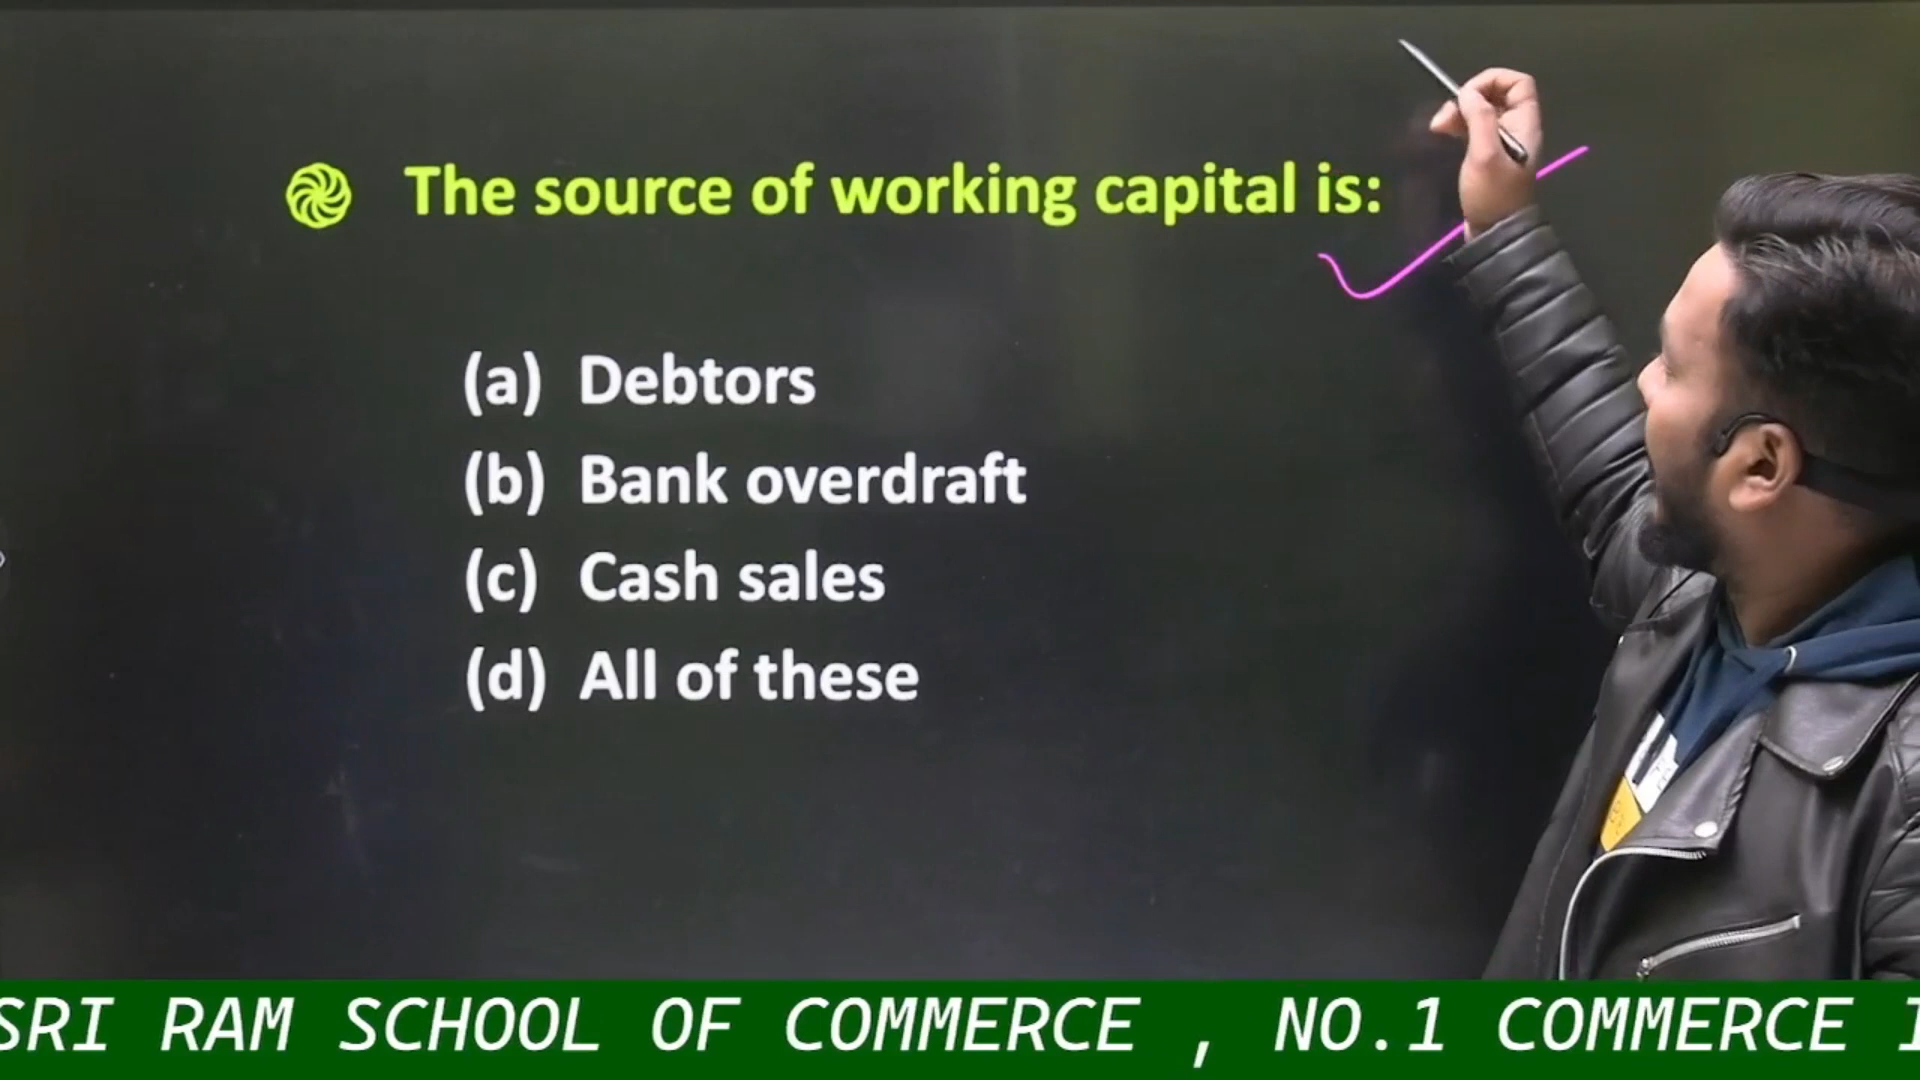 The source of working capital is:
(a) Debtors
(b) Bank overdraft
(c) Cash sales
(d) All of these
SRI RAM SCHOOL OF COMMERCE , NO.1 COMMERCE